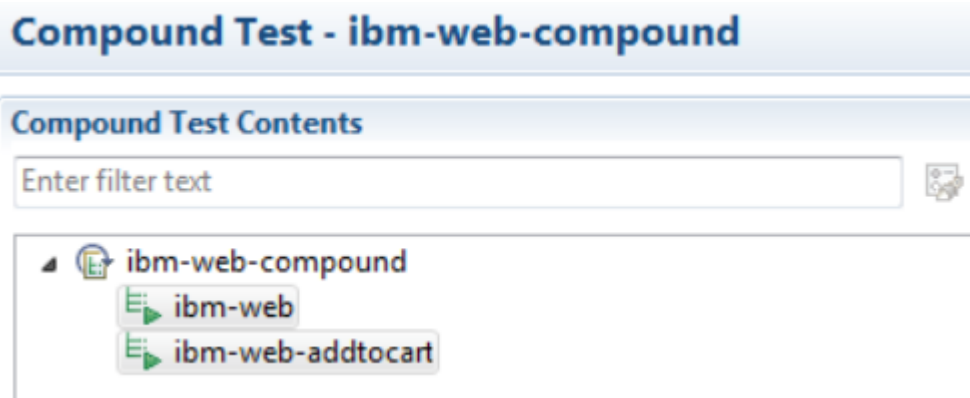 Compound Test - ibm-web-compound
Compound Test Contents
Enter filter text
ibm-web-compound
ibm-web
ibm-web-addtocart